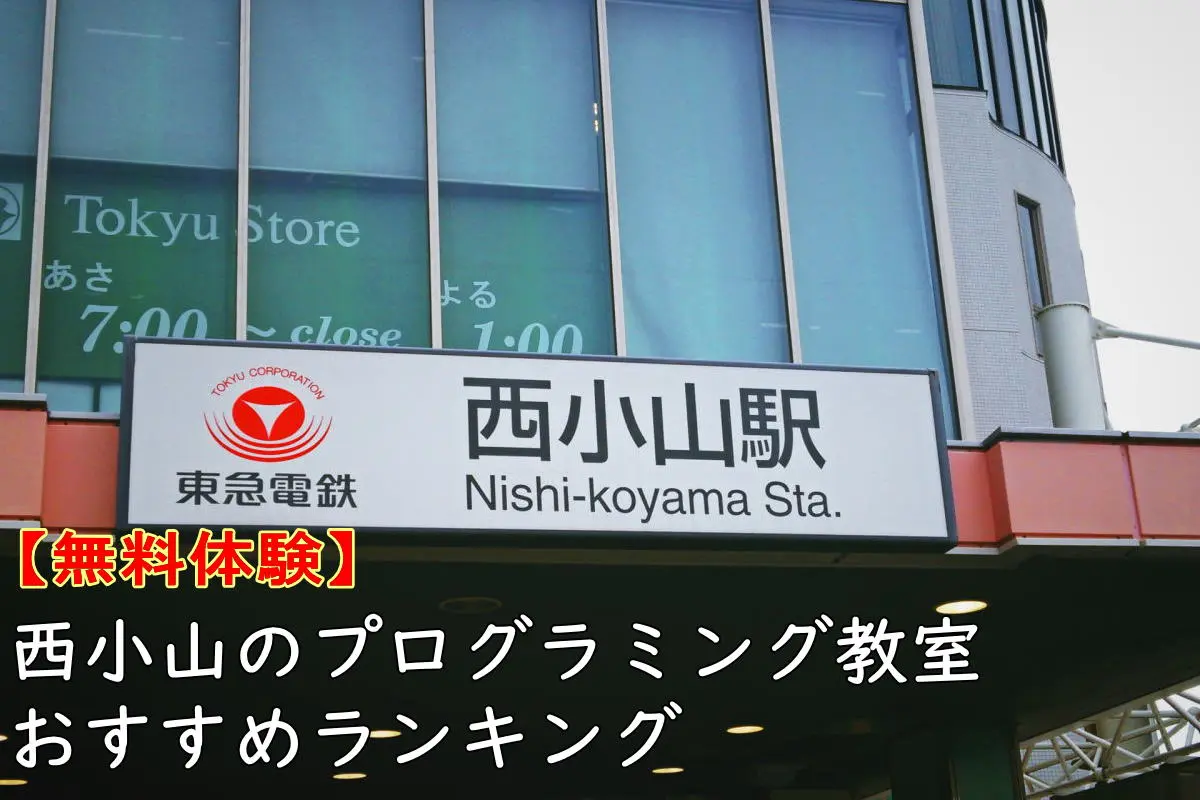 Tokyu Store
あさ よる
7:00 ~ close 1:00
TOKYU CORPORATION
東急電鉄
西小山駅
Nishi-koyama Sta.
【無料体験】
西小山のプログラミング教室
おすすめランキング